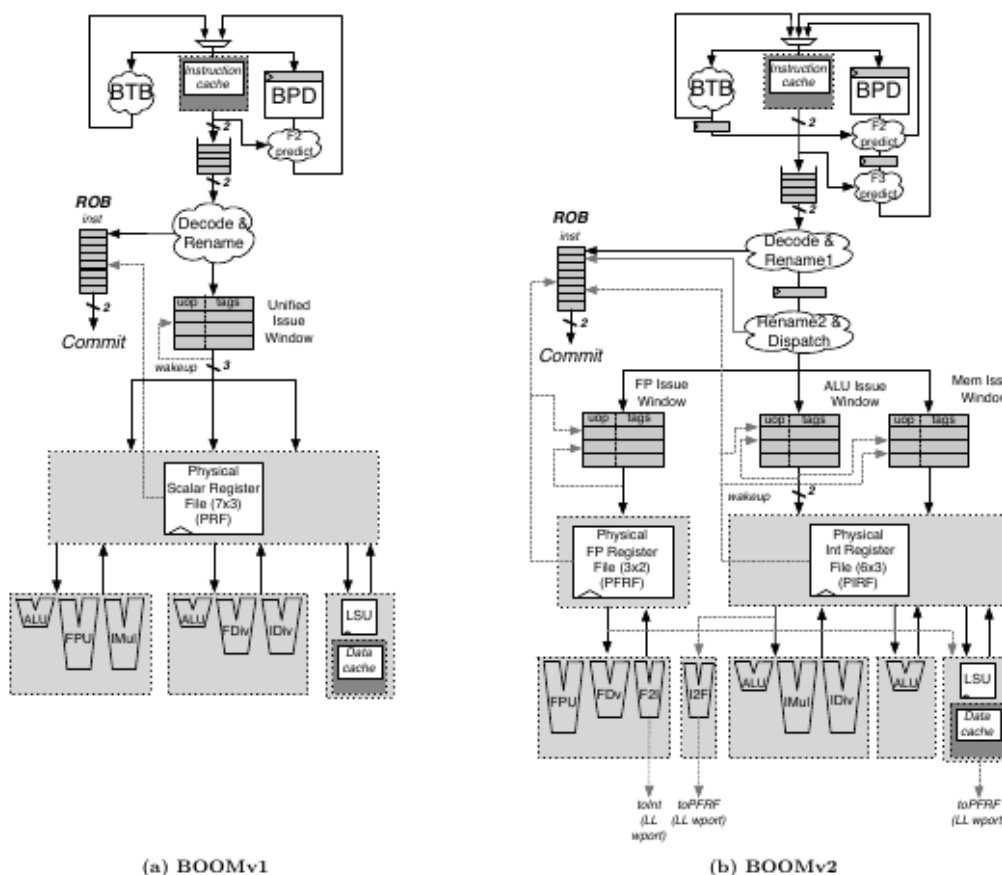 BTB
Instruction
cache
BPD
2
F2
predict
2
ROB
inst
Decode &
Rename
2
Commit
uop tags
Unified
Issue
Window
wakeup
3
Physical
Scalar Register
File (7x3)
(PRF)
ALU
FPU
IMul
ALU
FDiv
IDiv
LSU
Data
cache
(a) BOOMv1
BTB
Instruction
cache
BPD
2
F2
predict
F3
predict
2
ROB
inst
Decode &
Rename1
2
Commit
Rename2 &
Dispatch
FP Issue
Window
ALU Issue
Window
Mem Issu
Window
uop tags
uop tags
uop tags
wakeup
2
Physical
FP Register
File (3x2)
(PFRF)
Physical
Int Register
File (6x3)
(PIRF)
FPU
FDv
F2I
I2F
ALU
IMul
IDiv
ALU
LSU
Data
cache
toInt
(LL
wport)
toPFRF
(LL wport)
toPFRF
(LL wport)
(b) BOOMv2